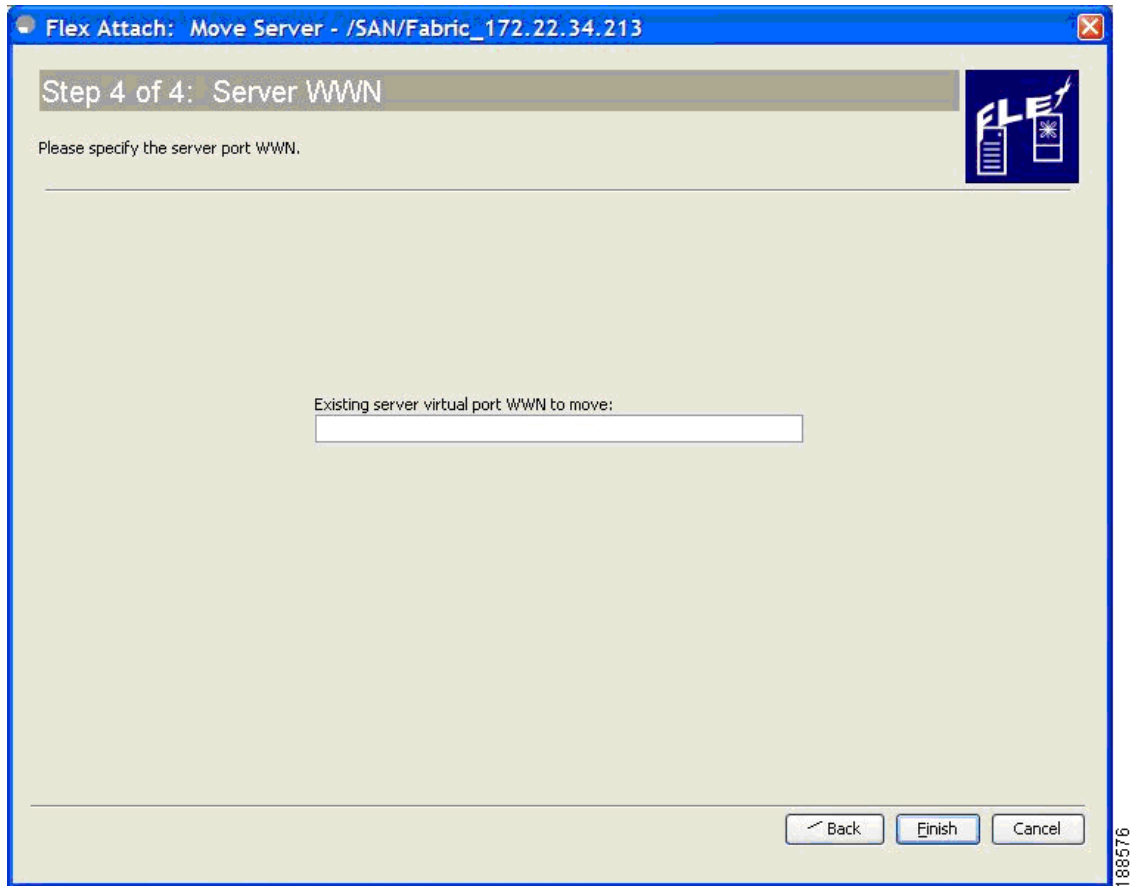 Flex Attach: Move Server - /SAN/Fabric_172.22.34.213
Step 4 of 4: Server WWN
FLEX
Please specify the server port WWN.
Existing server virtual port WWN to move:
Back
Finish
Cancel
188576